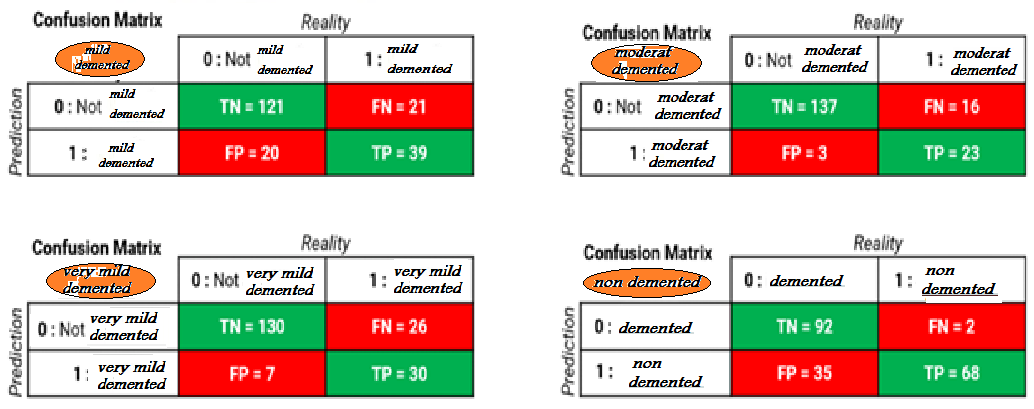 Confusion Matrix
Reality
mild
demented
0 : Not mild
demented
1 : mild
demented
Prediction
0 : Not mild
demented
TN = 121
FN = 21
1 : mild
demented
FP = 20
TP = 39
Confusion Matrix
Reality
moderat
demented
0 : Not moderat
demented
1 : moderat
demented
Prediction
0 : Not moderat
demented
TN = 137
FN = 16
1 : moderat
demented
FP = 3
TP = 23
Confusion Matrix
Reality
very mild
demented
0 : Not very mild
demented
1 : very mild
demented
Prediction
0 : Not very mild
demented
TN = 130
FN = 26
1 : very mild
demented
FP = 7
TP = 30
Confusion Matrix
Reality
non demented
0 : demented
1 : non
demented
Prediction
0 : demented
TN = 92
FN = 2
1 : non
demented
FP = 35
TP = 68